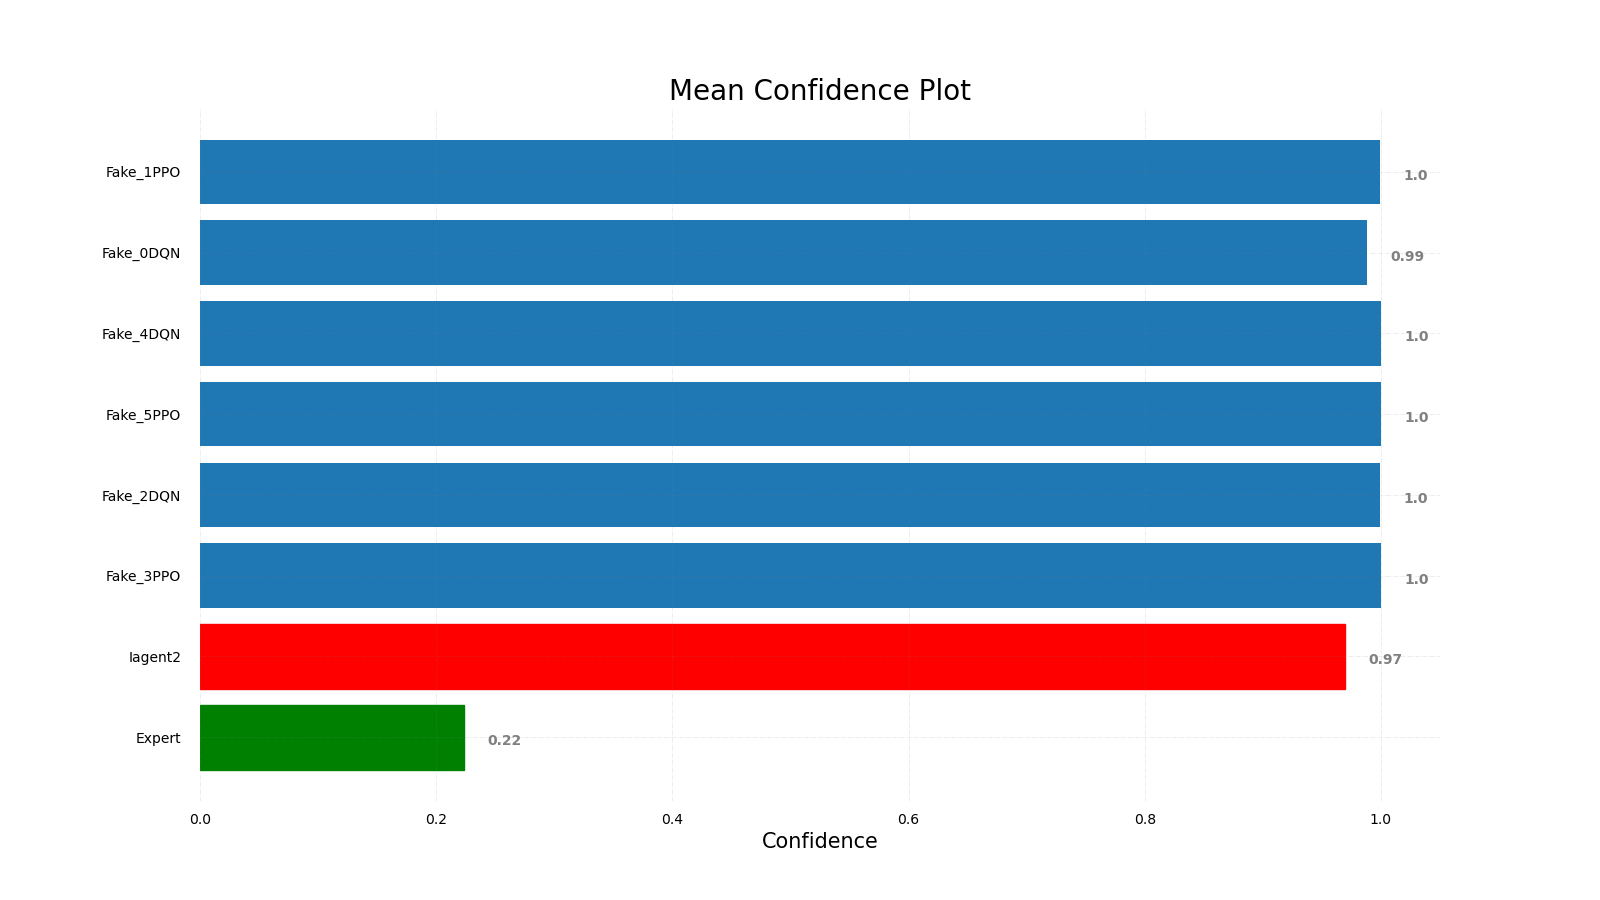 Mean Confidence Plot
Fake_1PPO 1.0
Fake_0DQN 0.99
Fake_4DQN 1.0
Fake_5PPO 1.0
Fake_2DQN 1.0
Fake_3PPO 1.0
Iagent2 0.97
Expert 0.22
0.0 0.2 0.4 0.6 0.8 1.0
Confidence